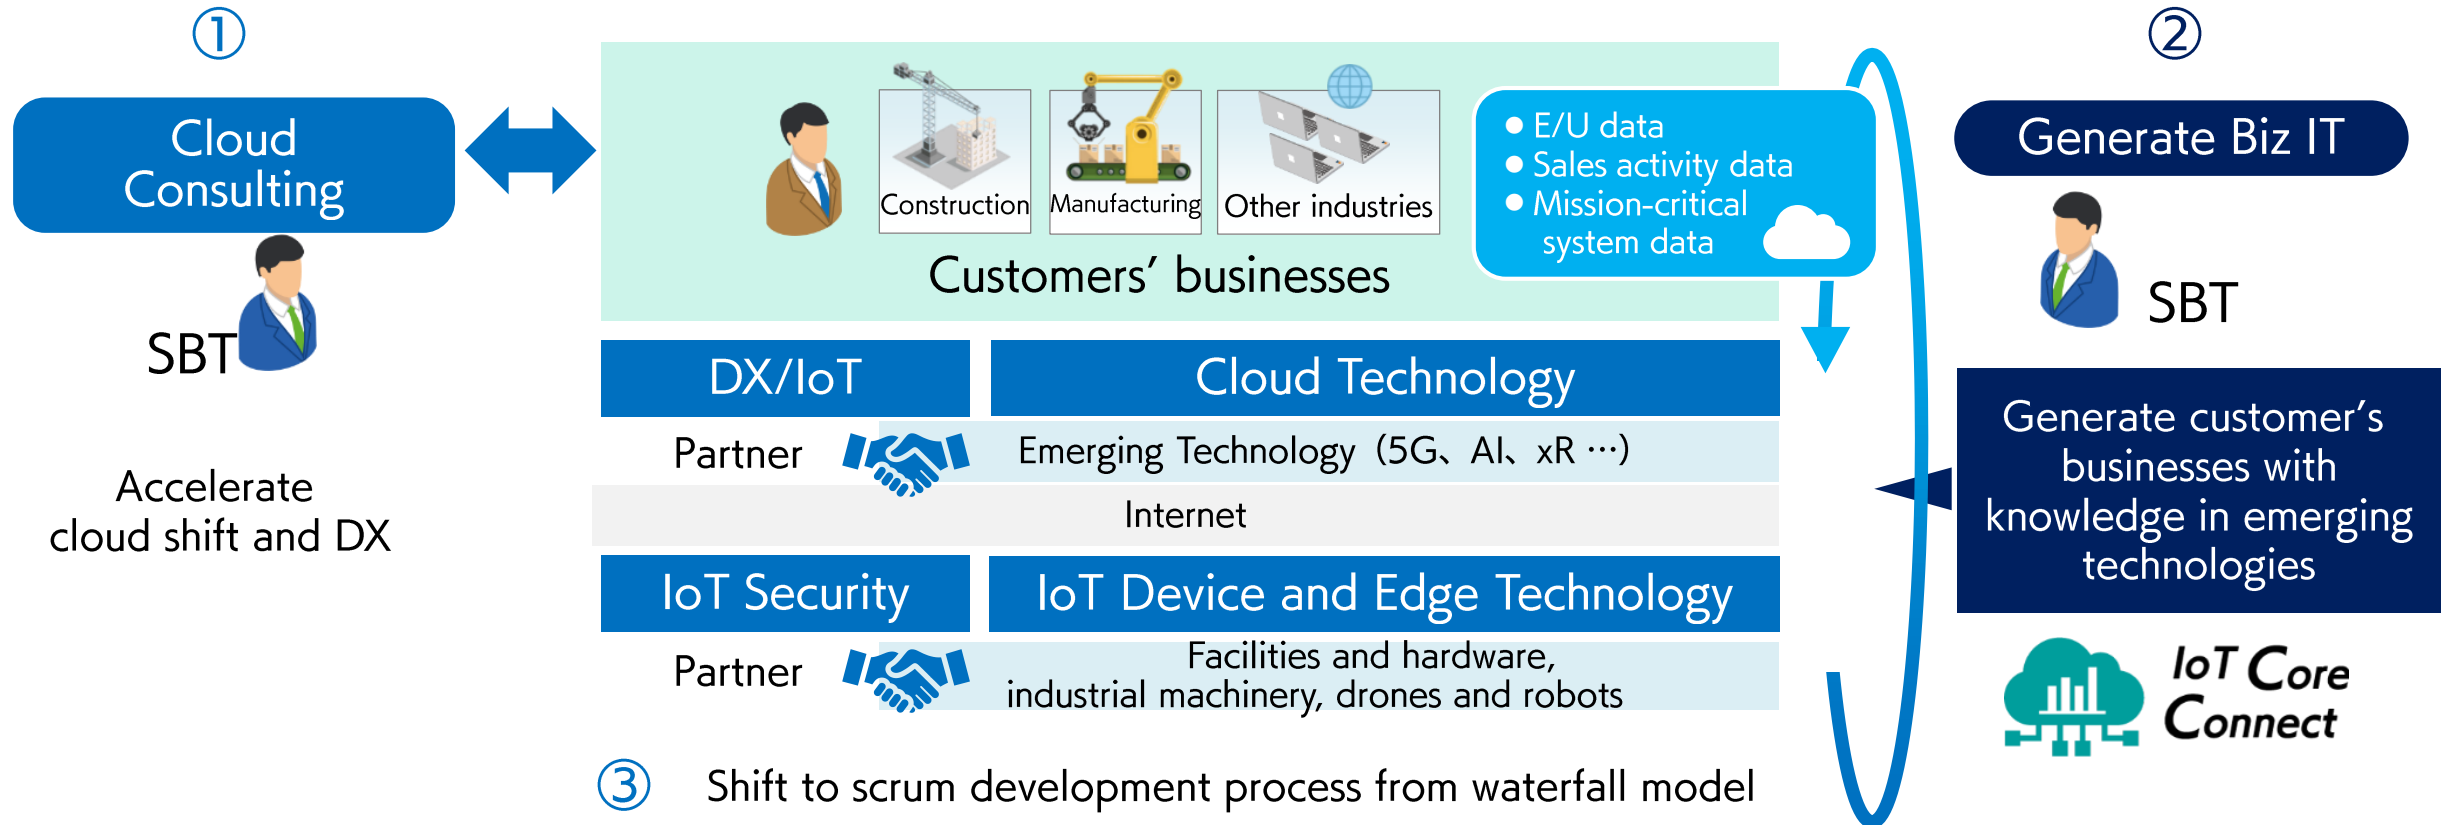 ①
Cloud
Consulting
SBT
Accelerate
cloud shift and DX
Construction
Manufacturing
Other industries
Customers’ businesses
● E/U data
● Sales activity data
● Mission-critical
system data
DX/IoT
Cloud Technology
Partner
Emerging Technology（5G、AI、xR …）
Internet
IoT Security
IoT Device and Edge Technology
Partner
Facilities and hardware,
industrial machinery, drones and robots
③ Shift to scrum development process from waterfall model
②
Generate Biz IT
SBT
Generate customer’s
businesses with
knowledge in emerging
technologies
IoT Core
Connect